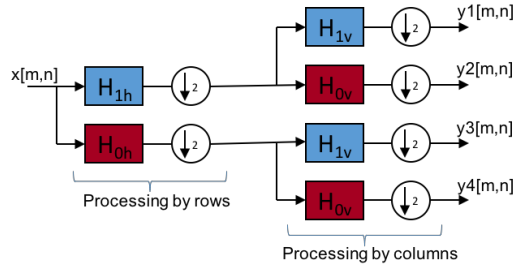 x[m,n]
H1h
2
H0h
2
H1v
2
y1[m,n]
H0v
2
y2[m,n]
H1v
2
y3[m,n]
H0v
2
y4[m,n]
Processing by rows
Processing by columns